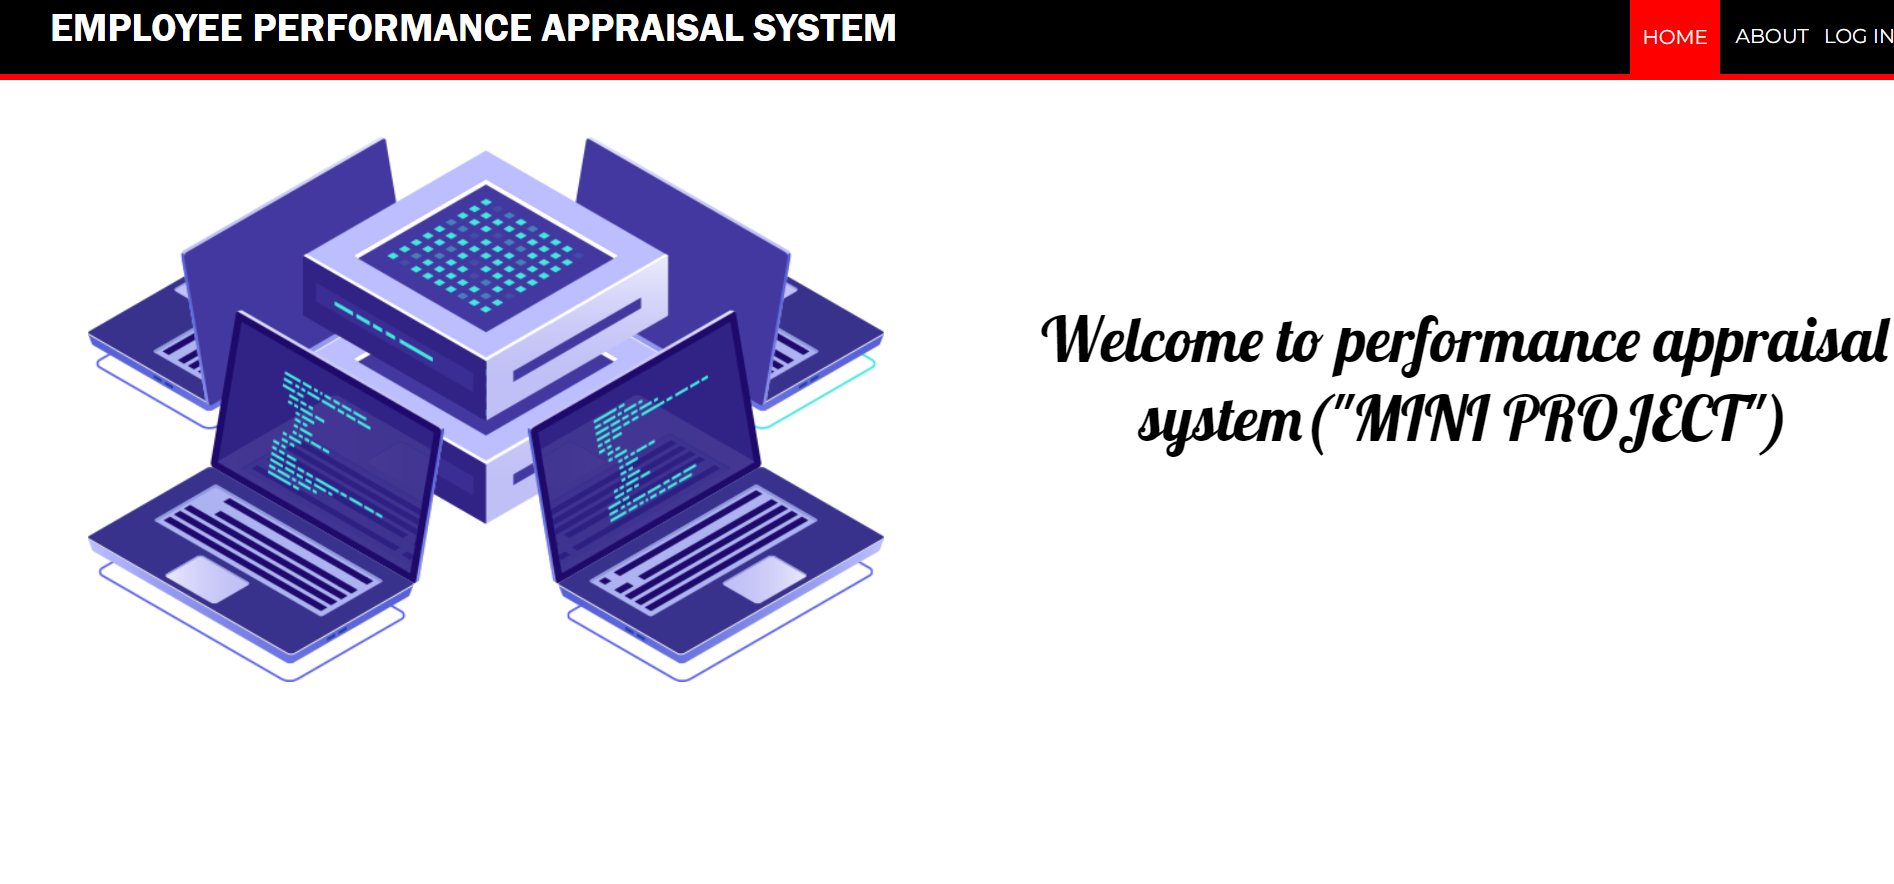 EMPLOYEE PERFORMANCE APPRAISAL SYSTEM
HOME
ABOUT
LOG IN
Welcome to performance appraisal
system("MINI PROJECT")